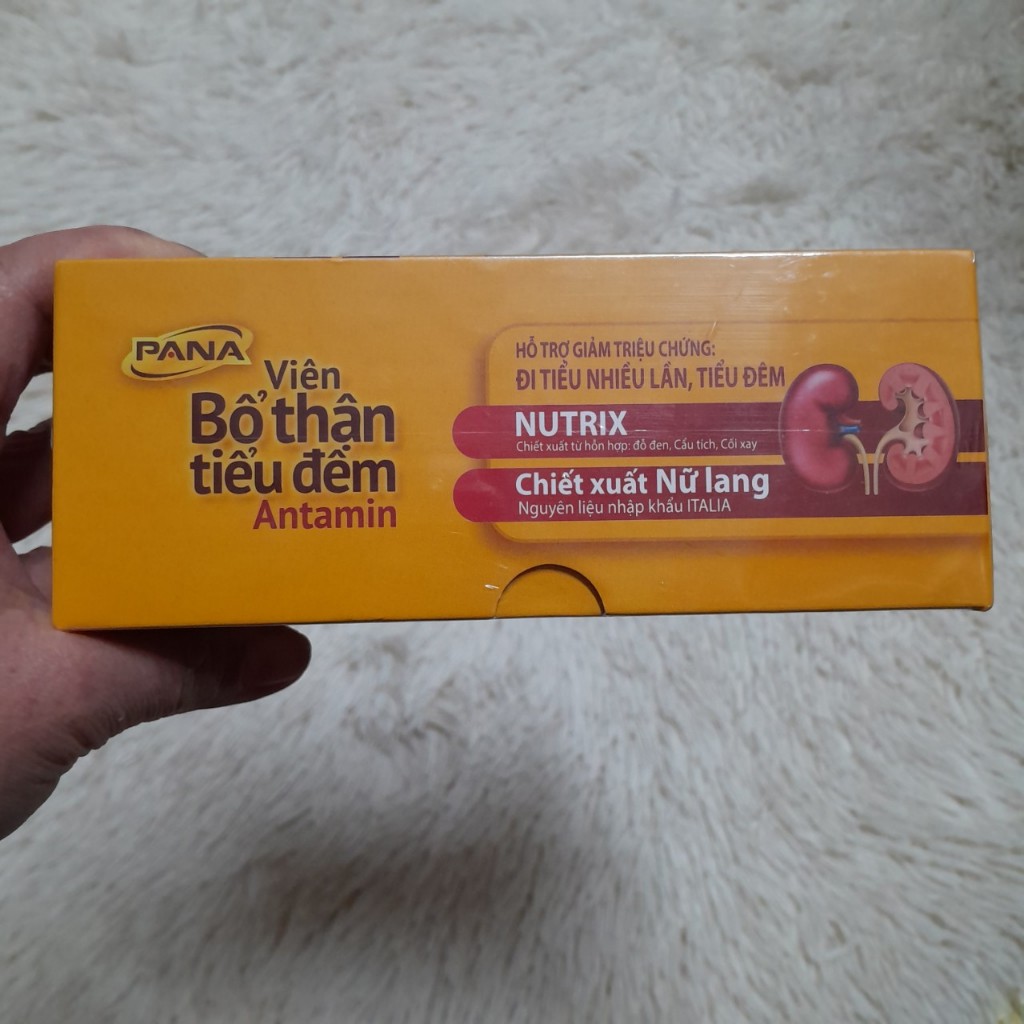 PANA
Viên
Bổ thận
tiểu đêm
Antamin
HỖ TRỢ GIẢM TRIỆU CHỨNG:
ĐI TIỂU NHIỀU LẦN, TIỂU ĐÊM
NUTRIX
Chiết xuất từ hỗn hợp: đỗ đen, Cẩu tích, Cối xay
Chiết xuất Nữ lang
Nguyên liệu nhập khẩu ITALIA